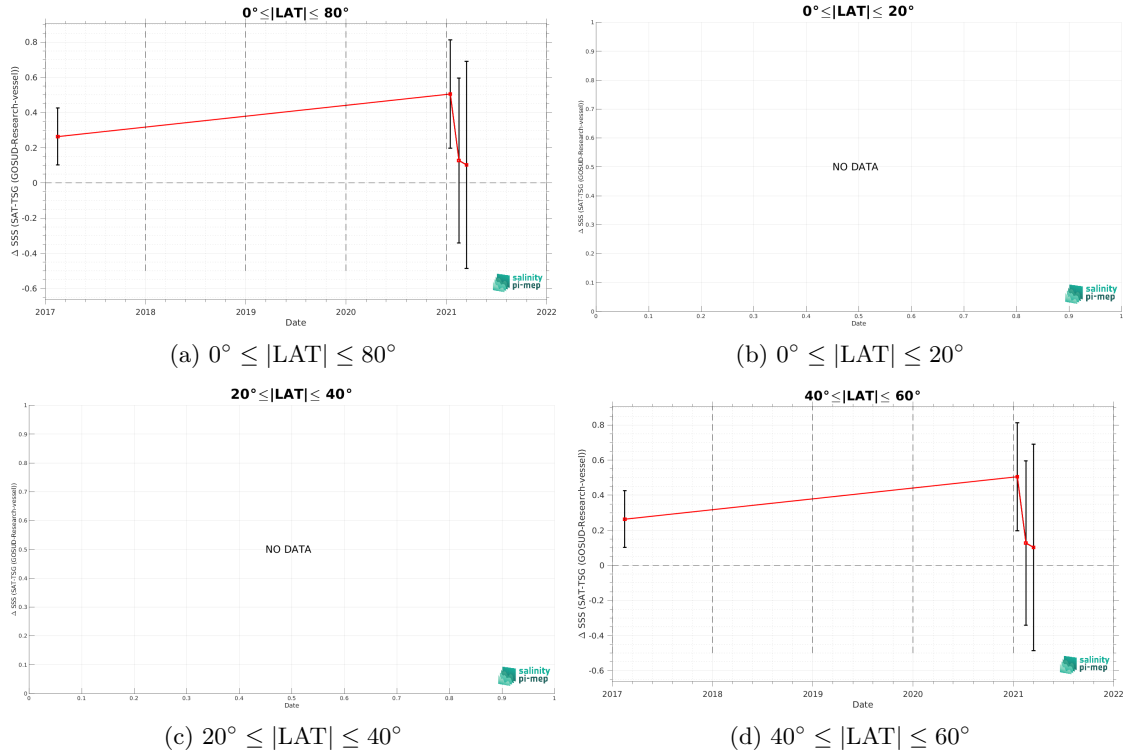 0°≤|LAT|≤ 80°
Δ SSS (SAT-TSG (GOSUD-Research-vessel))
0.8
0.6
0.4
0.2
0
-0.2
-0.4
-0.6
2017 2018 2019 2020 2021 2022
Date
salinity
pi-mep
(a) 0° ≤ |LAT| ≤ 80°
0°≤|LAT|≤ 20°
Δ SSS (SAT-TSG (GOSUD-Research-vessel))
1
0.9
0.8
0.7
0.6
0.5
0.4
0.3
0.2
0.1
0
NO DATA
0 0.1 0.2 0.3 0.4 0.5 0.6 0.7 0.8 0.9 1
Date
salinity
pi-mep
(b) 0° ≤ |LAT| ≤ 20°
20°≤|LAT|≤ 40°
Δ SSS (SAT-TSG (GOSUD-Research-vessel))
1
0.9
0.8
0.7
0.6
0.5
0.4
0.3
0.2
0.1
0
NO DATA
0 0.1 0.2 0.3 0.4 0.5 0.6 0.7 0.8 0.9 1
Date
salinity
pi-mep
(c) 20° ≤ |LAT| ≤ 40°
40°≤|LAT|≤ 60°
Δ SSS (SAT-TSG (GOSUD-Research-vessel))
0.8
0.6
0.4
0.2
0
-0.2
-0.4
-0.6
2017 2018 2019 2020 2021 2022
Date
salinity
pi-mep
(d) 40° ≤ |LAT| ≤ 60°